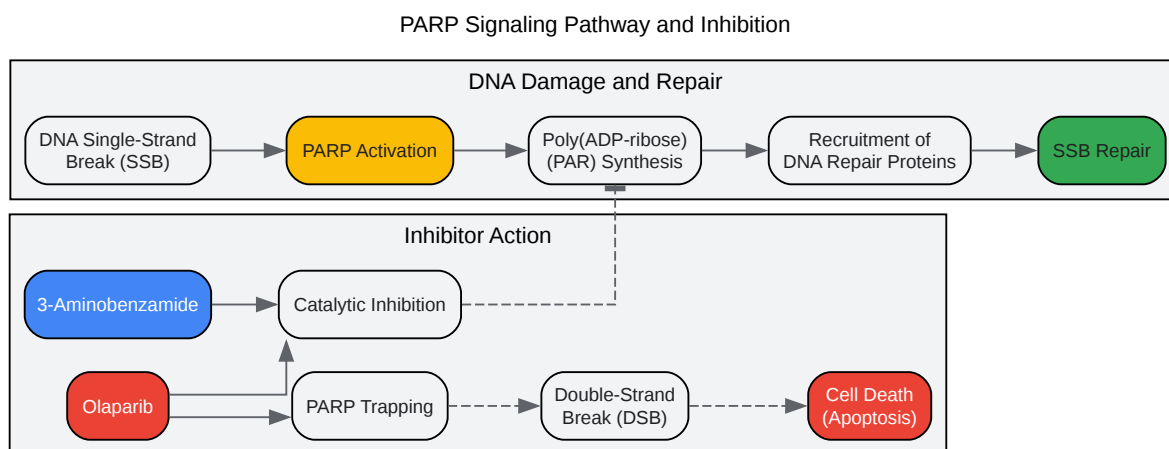 PARP Signaling Pathway and Inhibition
DNA Damage and Repair
DNA Single-Strand
Break (SSB)
PARP Activation
Poly(ADP-ribose)
(PAR) Synthesis
Recruitment of
DNA Repair Proteins
SSB Repair
Inhibitor Action
3-Aminobenzamide
Catalytic Inhibition
Olaparib
PARP Trapping
Double-Strand
Break (DSB)
Cell Death
(Apoptosis)